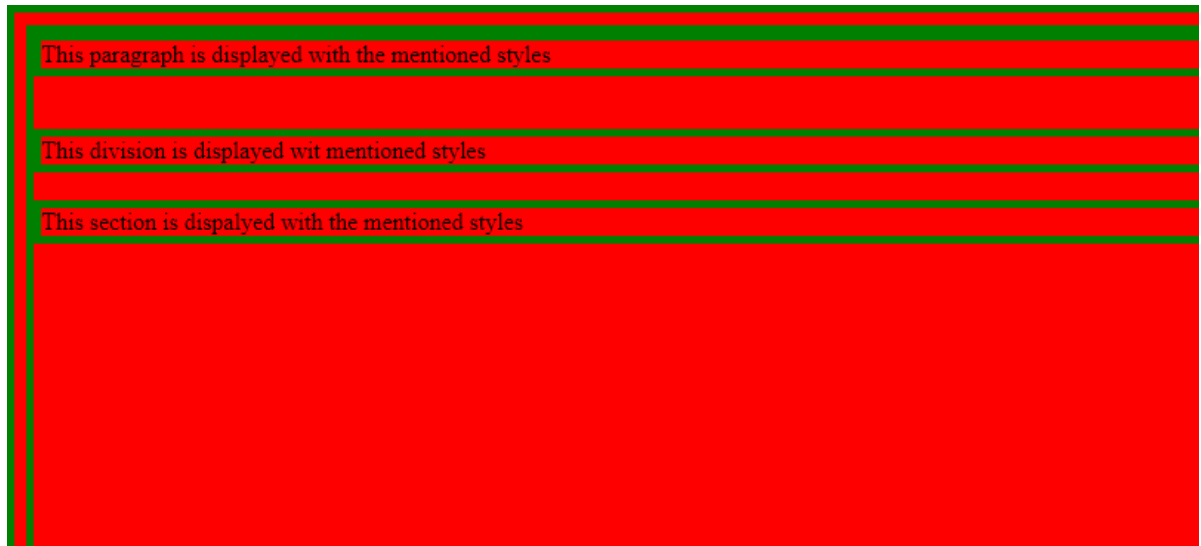 This paragraph is displayed with the mentioned styles
This division is displayed wit mentioned styles
This section is dispalyed with the mentioned styles